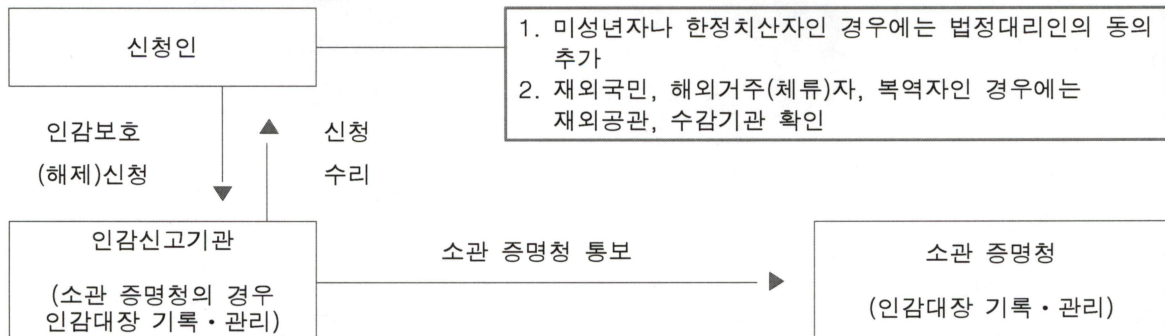 신청인
1. 미성년자나 한정치산자인 경우에는 법정대리인의 동의
추가
2. 재외국민, 해외거주(체류)자, 복역자인 경우에는
재외공관, 수감기관 확인
인감보호
(해제)신청
신청
수리
인감신고기관
(소관 증명청의 경우
인감대장 기록・관리)
소관 증명청 통보
소관 증명청
(인감대장 기록・관리)